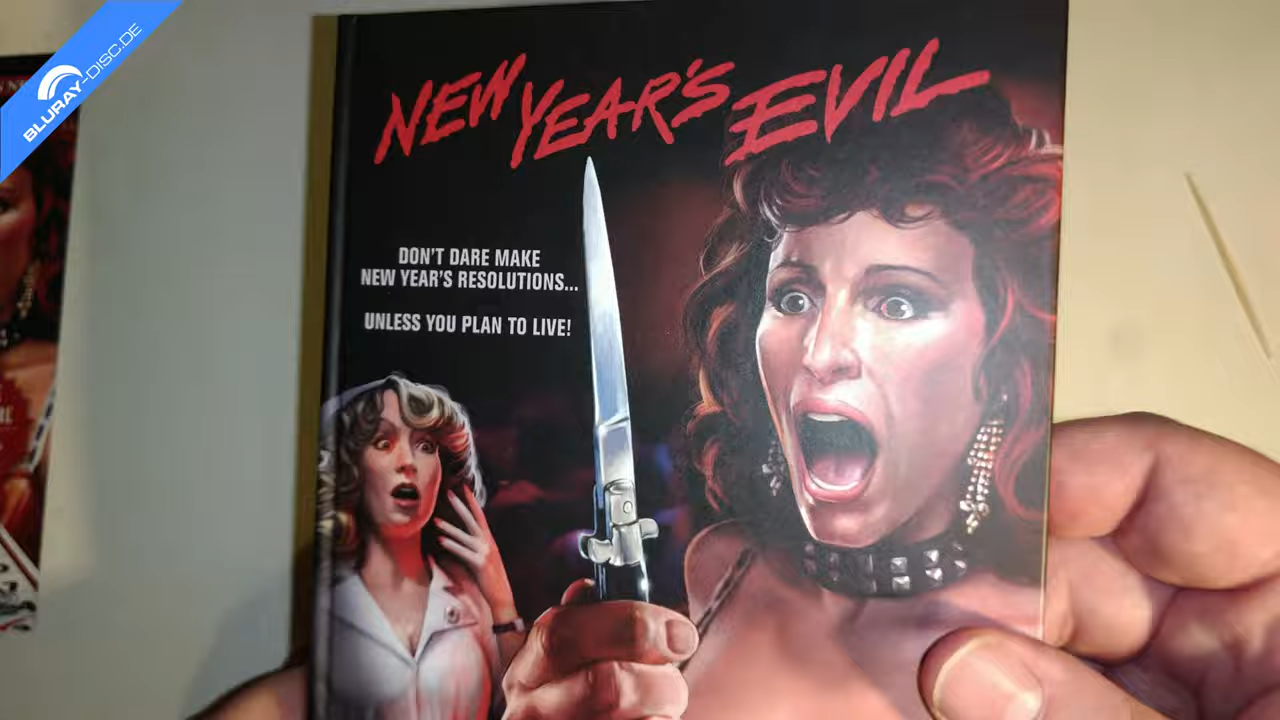 BLURAY-DISC.DE
NEW YEAR'S EVIL
DON'T DARE MAKE
NEW YEAR'S RESOLUTIONS...
UNLESS YOU PLAN TO LIVE!